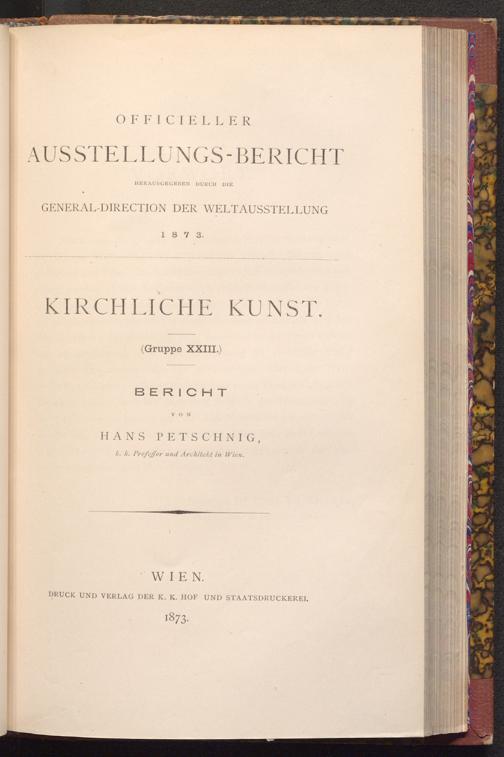 OFFICIELLER
AUSSTELLUNGS-BERICHT
HERAUSGEGEBEN DURCH DIE
GENERAL-DIRECTION DER WELTAUSSTELLUNG
1873.
KIRCHLICHE KUNST.
(Gruppe XXIII.)
BERICHT
VON
HANS PETSCHNIG,
k. k. Profeſſor und Architekt in Wien.
WIEN.
DRUCK UND VERLAG DER K. K. HOF UND STAATSDRUCKEREI.
1873.